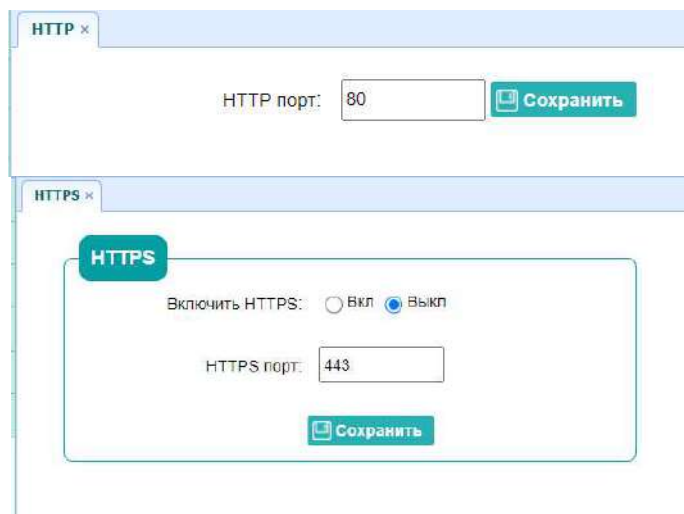 HTTP ×
HTTP порт: 80 Сохранить
HTTPS ×
HTTPS
Включить HTTPS: Вкл Выкл
HTTPS порт: 443
Сохранить